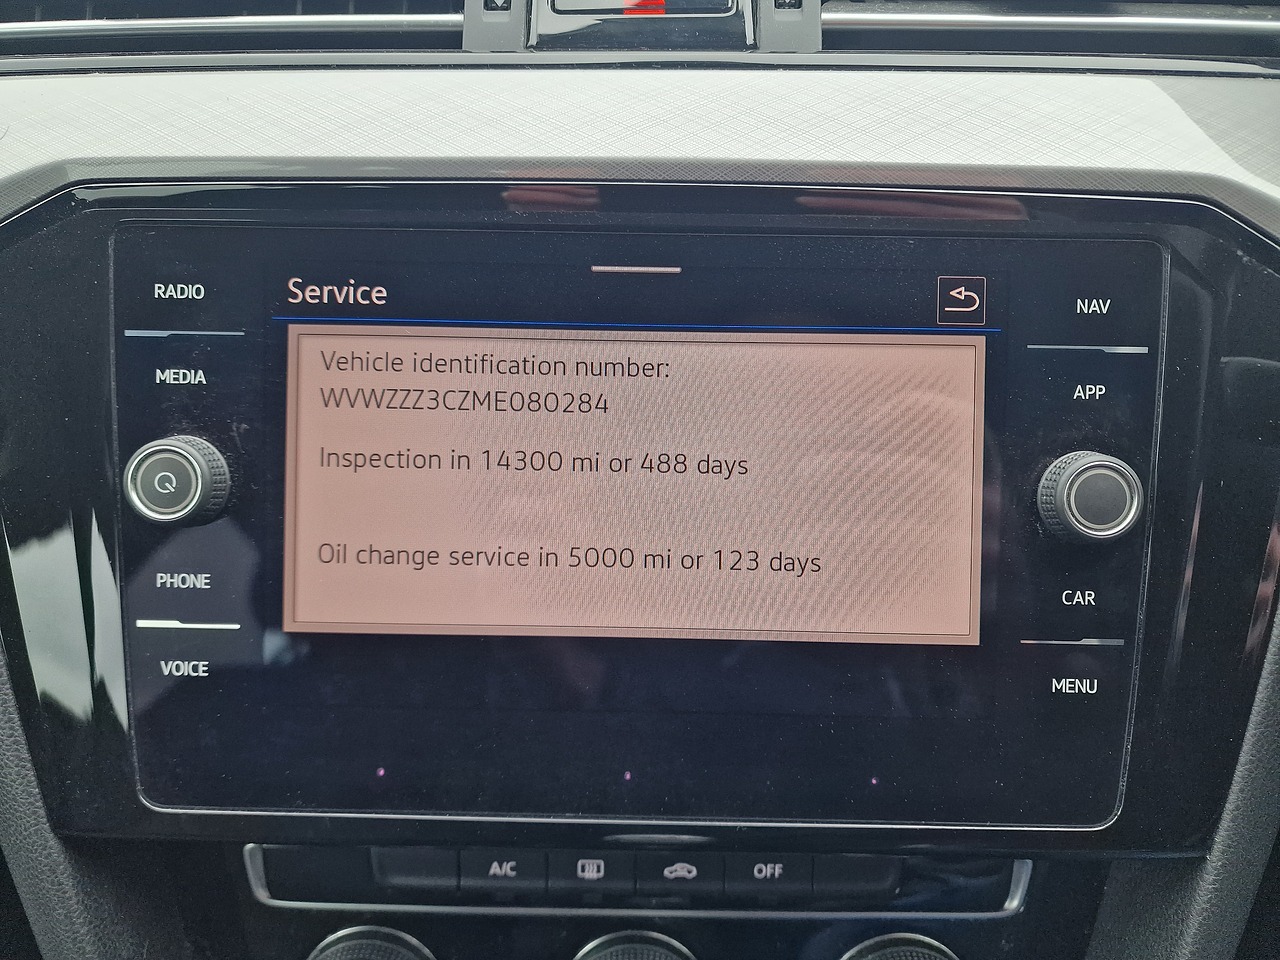 Service
Vehicle identification number:
WVWZZZ3CZME080284
Inspection in 14300 mi or 488 days
Oil change service in 5000 mi or 123 days
RADIO
MEDIA
PHONE
VOICE
NAV
APP
CAR
MENU
A/C
OFF